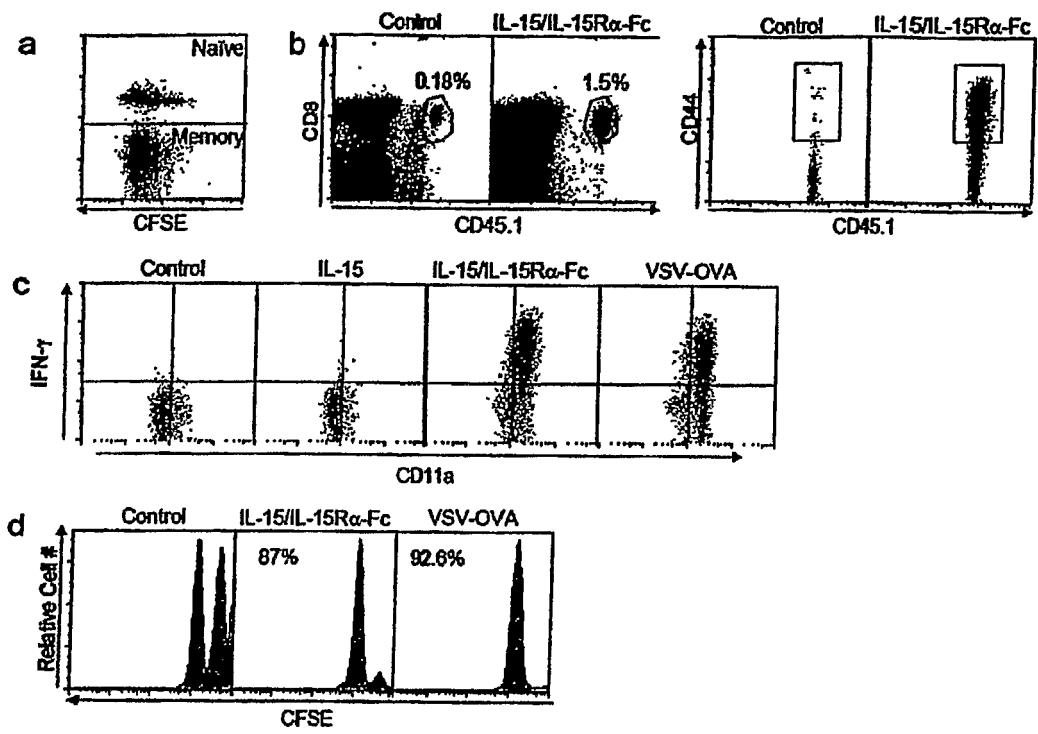 a
Naïve
Memory
CFSE
b
Control IL-15/IL-15Rα-Fc
0.18% 1.5%
CD8
CD45.1
Control IL-15/IL-15Rα-Fc
CD44
CD45.1
c
Control IL-15 IL-15/IL-15Rα-Fc VSV-OVA
IFN-γ
CD11a
d
Control IL-15/IL-15Rα-Fc VSV-OVA
87% 92.6%
Relative Cell #
CFSE